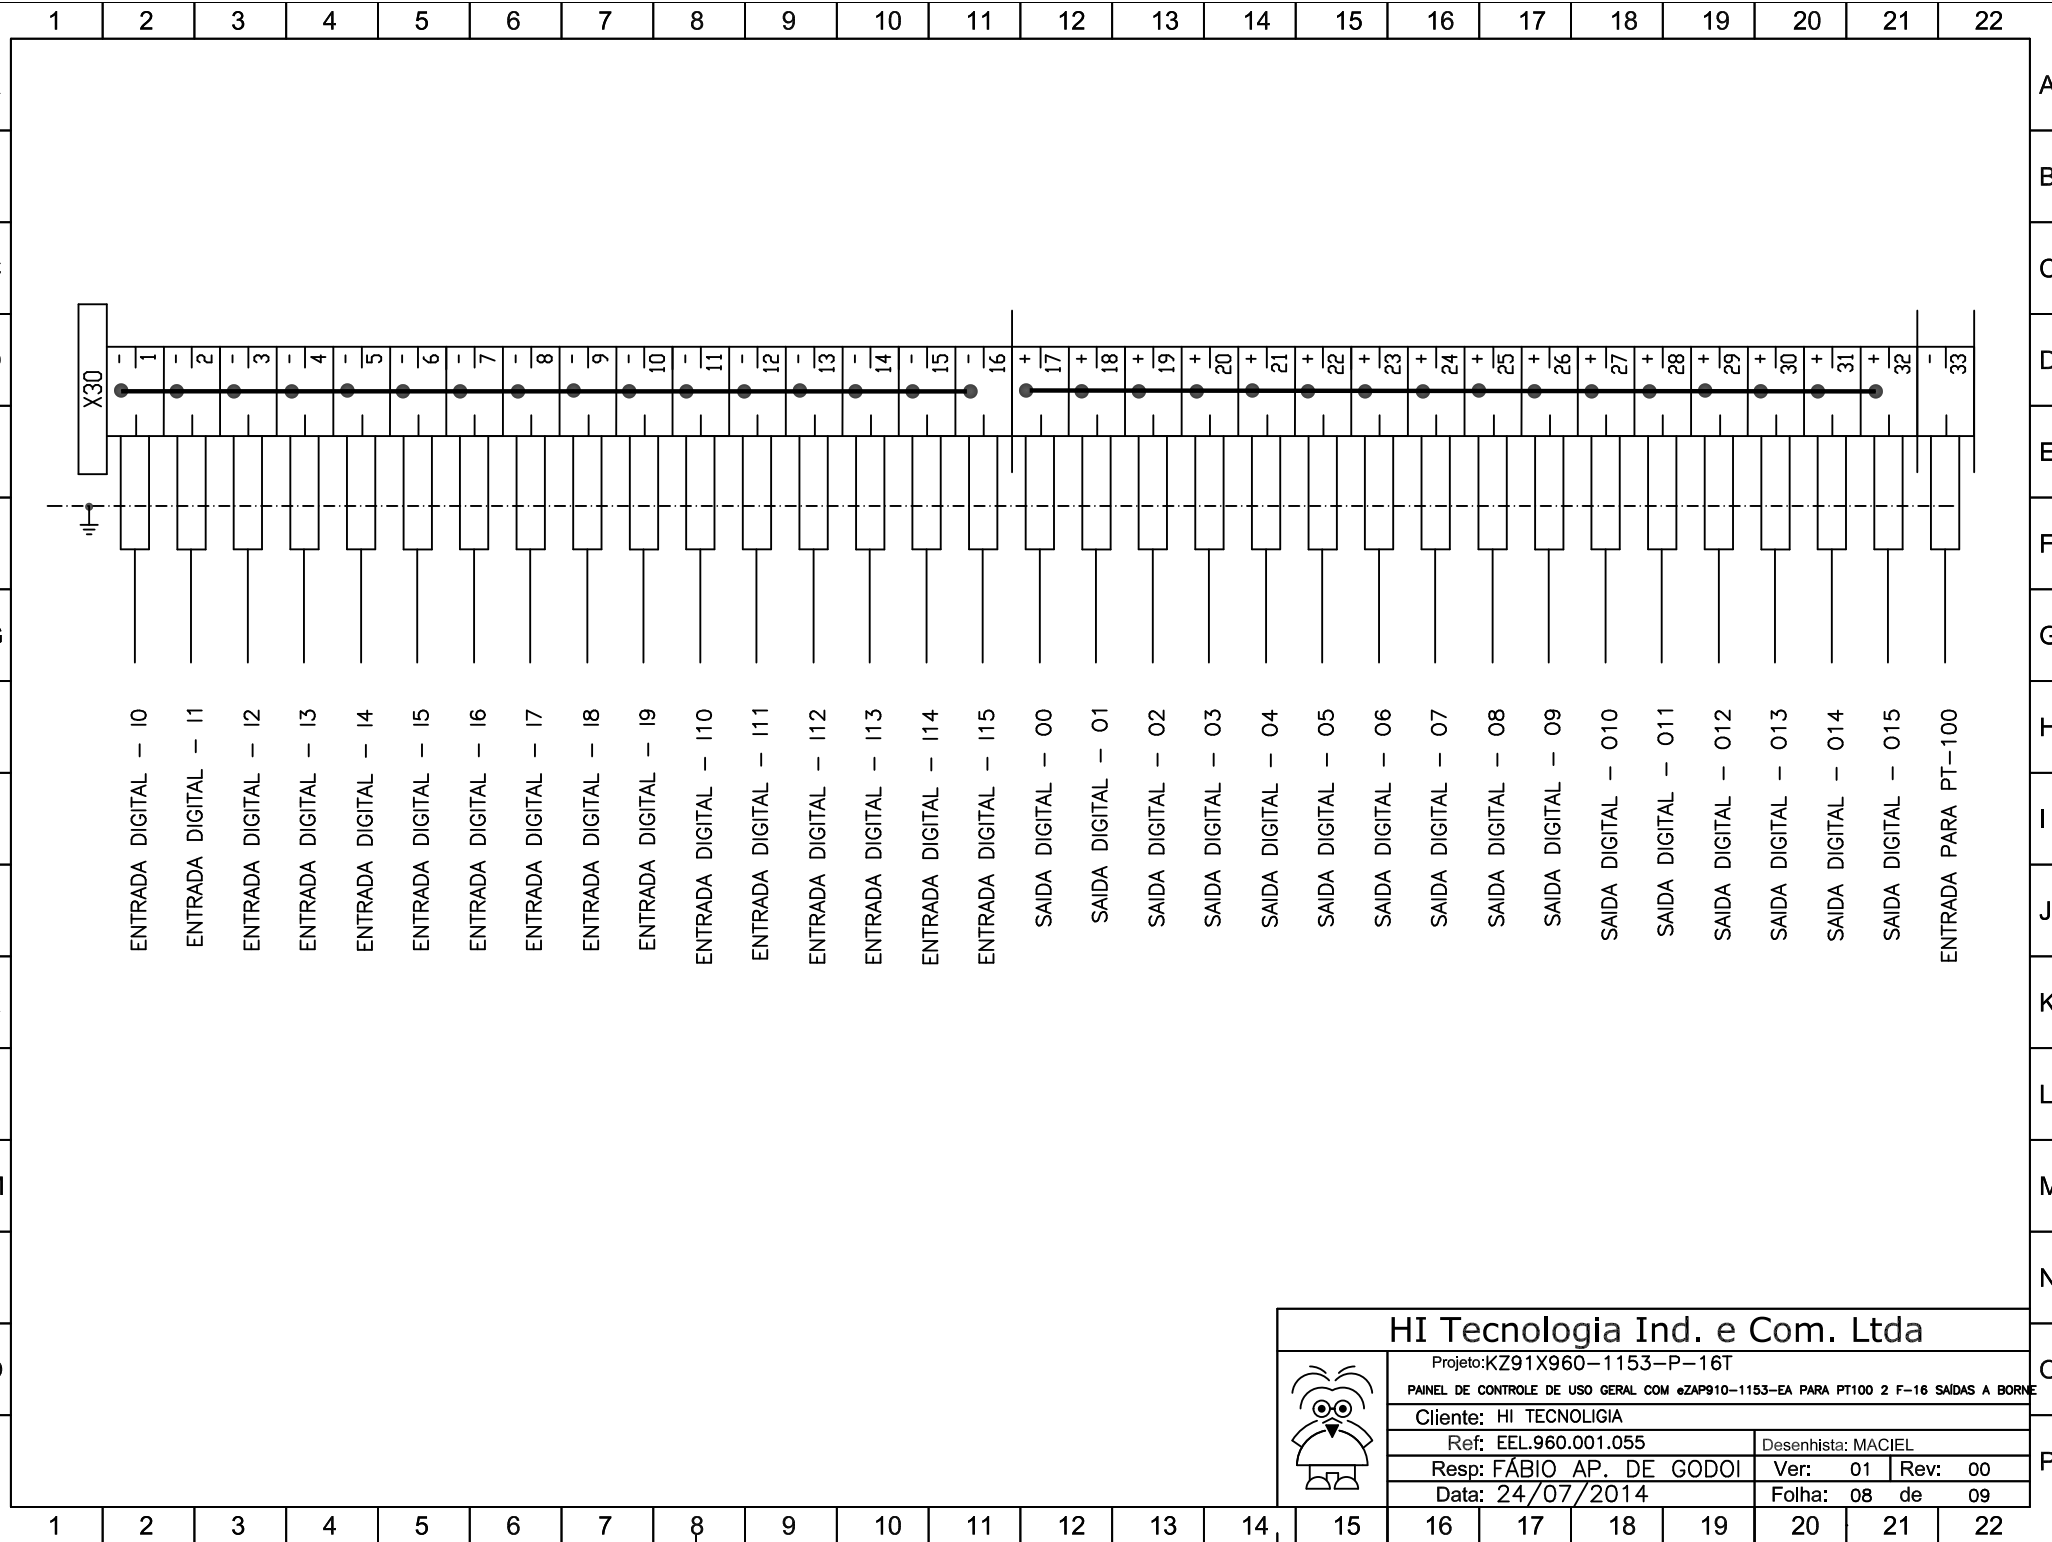 1 2 3 4 5 6 7 8 9 10 11 12 13 14 15 16 17 18 19 20 21 22
A
B
C
D
E
F
G
H
I
J
K
L
M
N
O
P
X30
- 1 - 2 - 3 - 4 - 5 - 6 - 7 - 8 - 9 - 10 - 11 - 12 - 13 - 14 - 15 - 16 + 17 + 18 + 19 + 20 + 21 + 22 + 23 + 24 + 25 + 26 + 27 + 28 + 29 + 30 + 31 + 32 - 33
ENTRADA DIGITAL - I0
ENTRADA DIGITAL - I1
ENTRADA DIGITAL - I2
ENTRADA DIGITAL - I3
ENTRADA DIGITAL - I4
ENTRADA DIGITAL - I5
ENTRADA DIGITAL - I6
ENTRADA DIGITAL - I7
ENTRADA DIGITAL - I8
ENTRADA DIGITAL - I9
ENTRADA DIGITAL - I10
ENTRADA DIGITAL - I11
ENTRADA DIGITAL - I12
ENTRADA DIGITAL - I13
ENTRADA DIGITAL - I14
ENTRADA DIGITAL - I15
SAIDA DIGITAL - O0
SAIDA DIGITAL - O1
SAIDA DIGITAL - O2
SAIDA DIGITAL - O3
SAIDA DIGITAL - O4
SAIDA DIGITAL - O5
SAIDA DIGITAL - O6
SAIDA DIGITAL - O7
SAIDA DIGITAL - O8
SAIDA DIGITAL - O9
SAIDA DIGITAL - O10
SAIDA DIGITAL - O11
SAIDA DIGITAL - O12
SAIDA DIGITAL - O13
SAIDA DIGITAL - O14
SAIDA DIGITAL - O15
ENTRADA PARA PT-100
HI Tecnologia Ind. e Com. Ltda
Projeto: KZ91X960-1153-P-16T
PAINEL DE CONTROLE DE USO GERAL COM eZAP910-1153-EA PARA PT100 2 F-16 SAÍDAS A BORNE
Cliente: HI TECNOLIGIA
Ref: EEL.960.001.055 Desenhista: MACIEL
Resp: FÁBIO AP. DE GODOI Ver: 01 Rev: 00
Data: 24/07/2014 Folha: 08 de 09
1 2 3 4 5 6 7 8 9 10 11 12 13 14 15 16 17 18 19 20 21 22